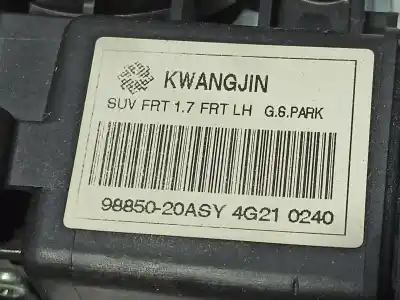 KWANGJIN
SUV FRT 1.7 FRT LH G.S.PARK
98850-20ASY 4G21 0240